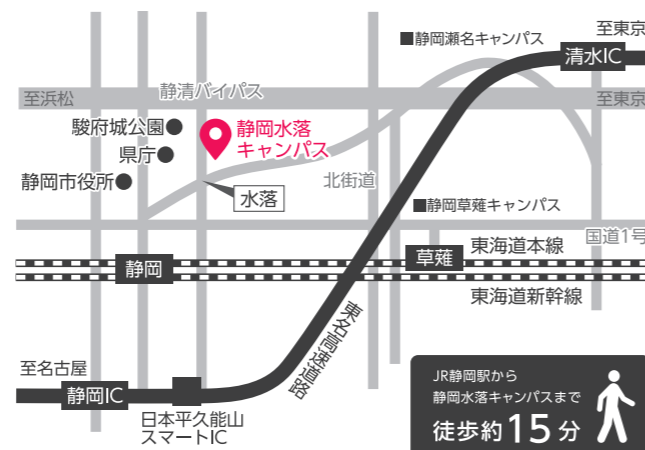 至東京
■静岡瀬名キャンパス
清水IC
静清バイパス
至浜松
至東京
駿府城公園●
静岡水落
キャンパス
県庁●
静岡市役所●
北街道
水落
■静岡草薙キャンパス
国道1号
東海道本線
草薙
静岡
東海道新幹線
東名高速道路
至名古屋
静岡IC
日本平久能山
スマートIC
JR静岡駅から
静岡水落キャンパスまで
徒歩約15分